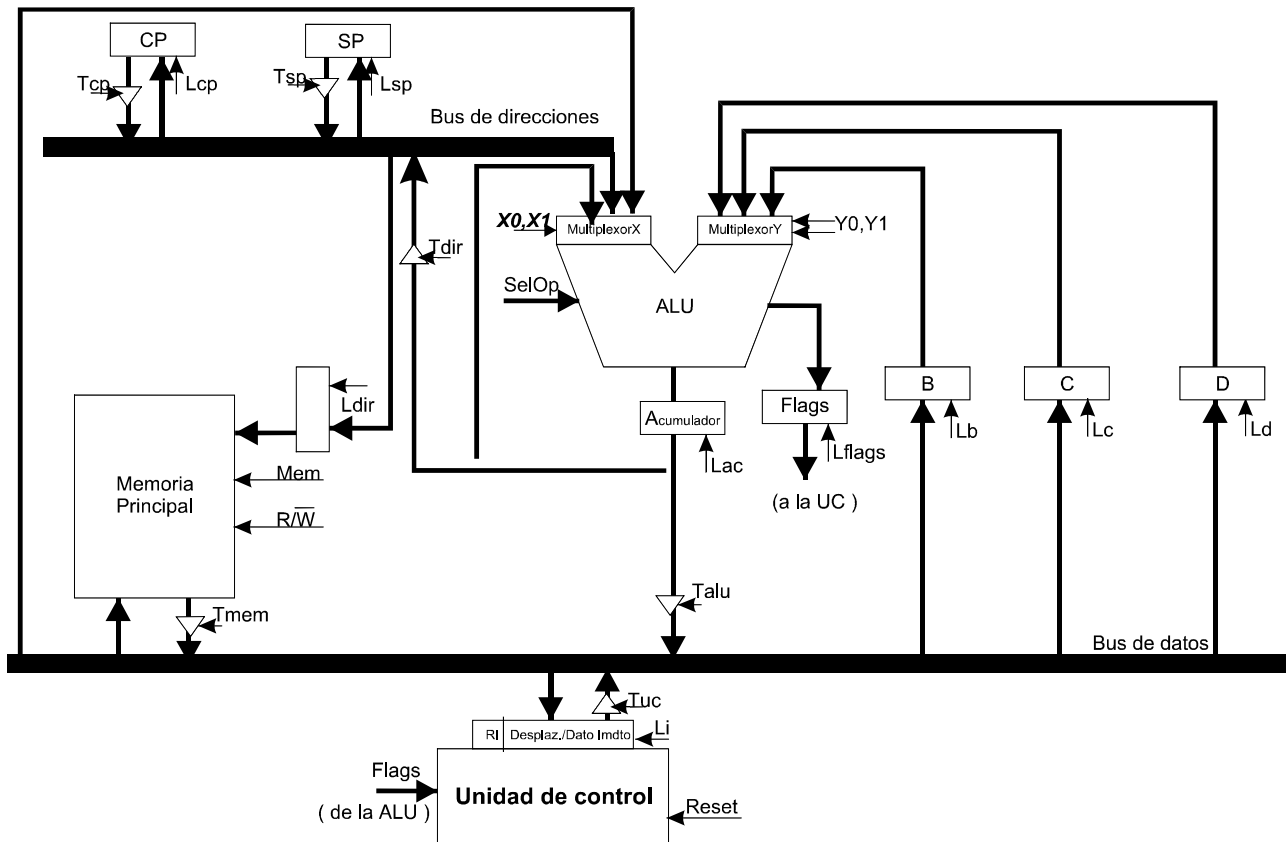 CP
SP
Tcp
Lcp
Tsp
Lsp
Bus de direcciones
X0,X1
MultiplexorX
MultiplexorY
Y0,Y1
Tdir
SelOp
ALU
Ldir
Acumulador
Flags
B
C
D
Lac
Lflags
Lb
Lc
Ld
Memoria
Principal
Mem
R/W̅
(a la UC )
Tmem
Talu
Bus de datos
Tuc
RI
Desplaz./Dato Imdto
Li
Flags
( de la ALU )
Unidad de control
Reset